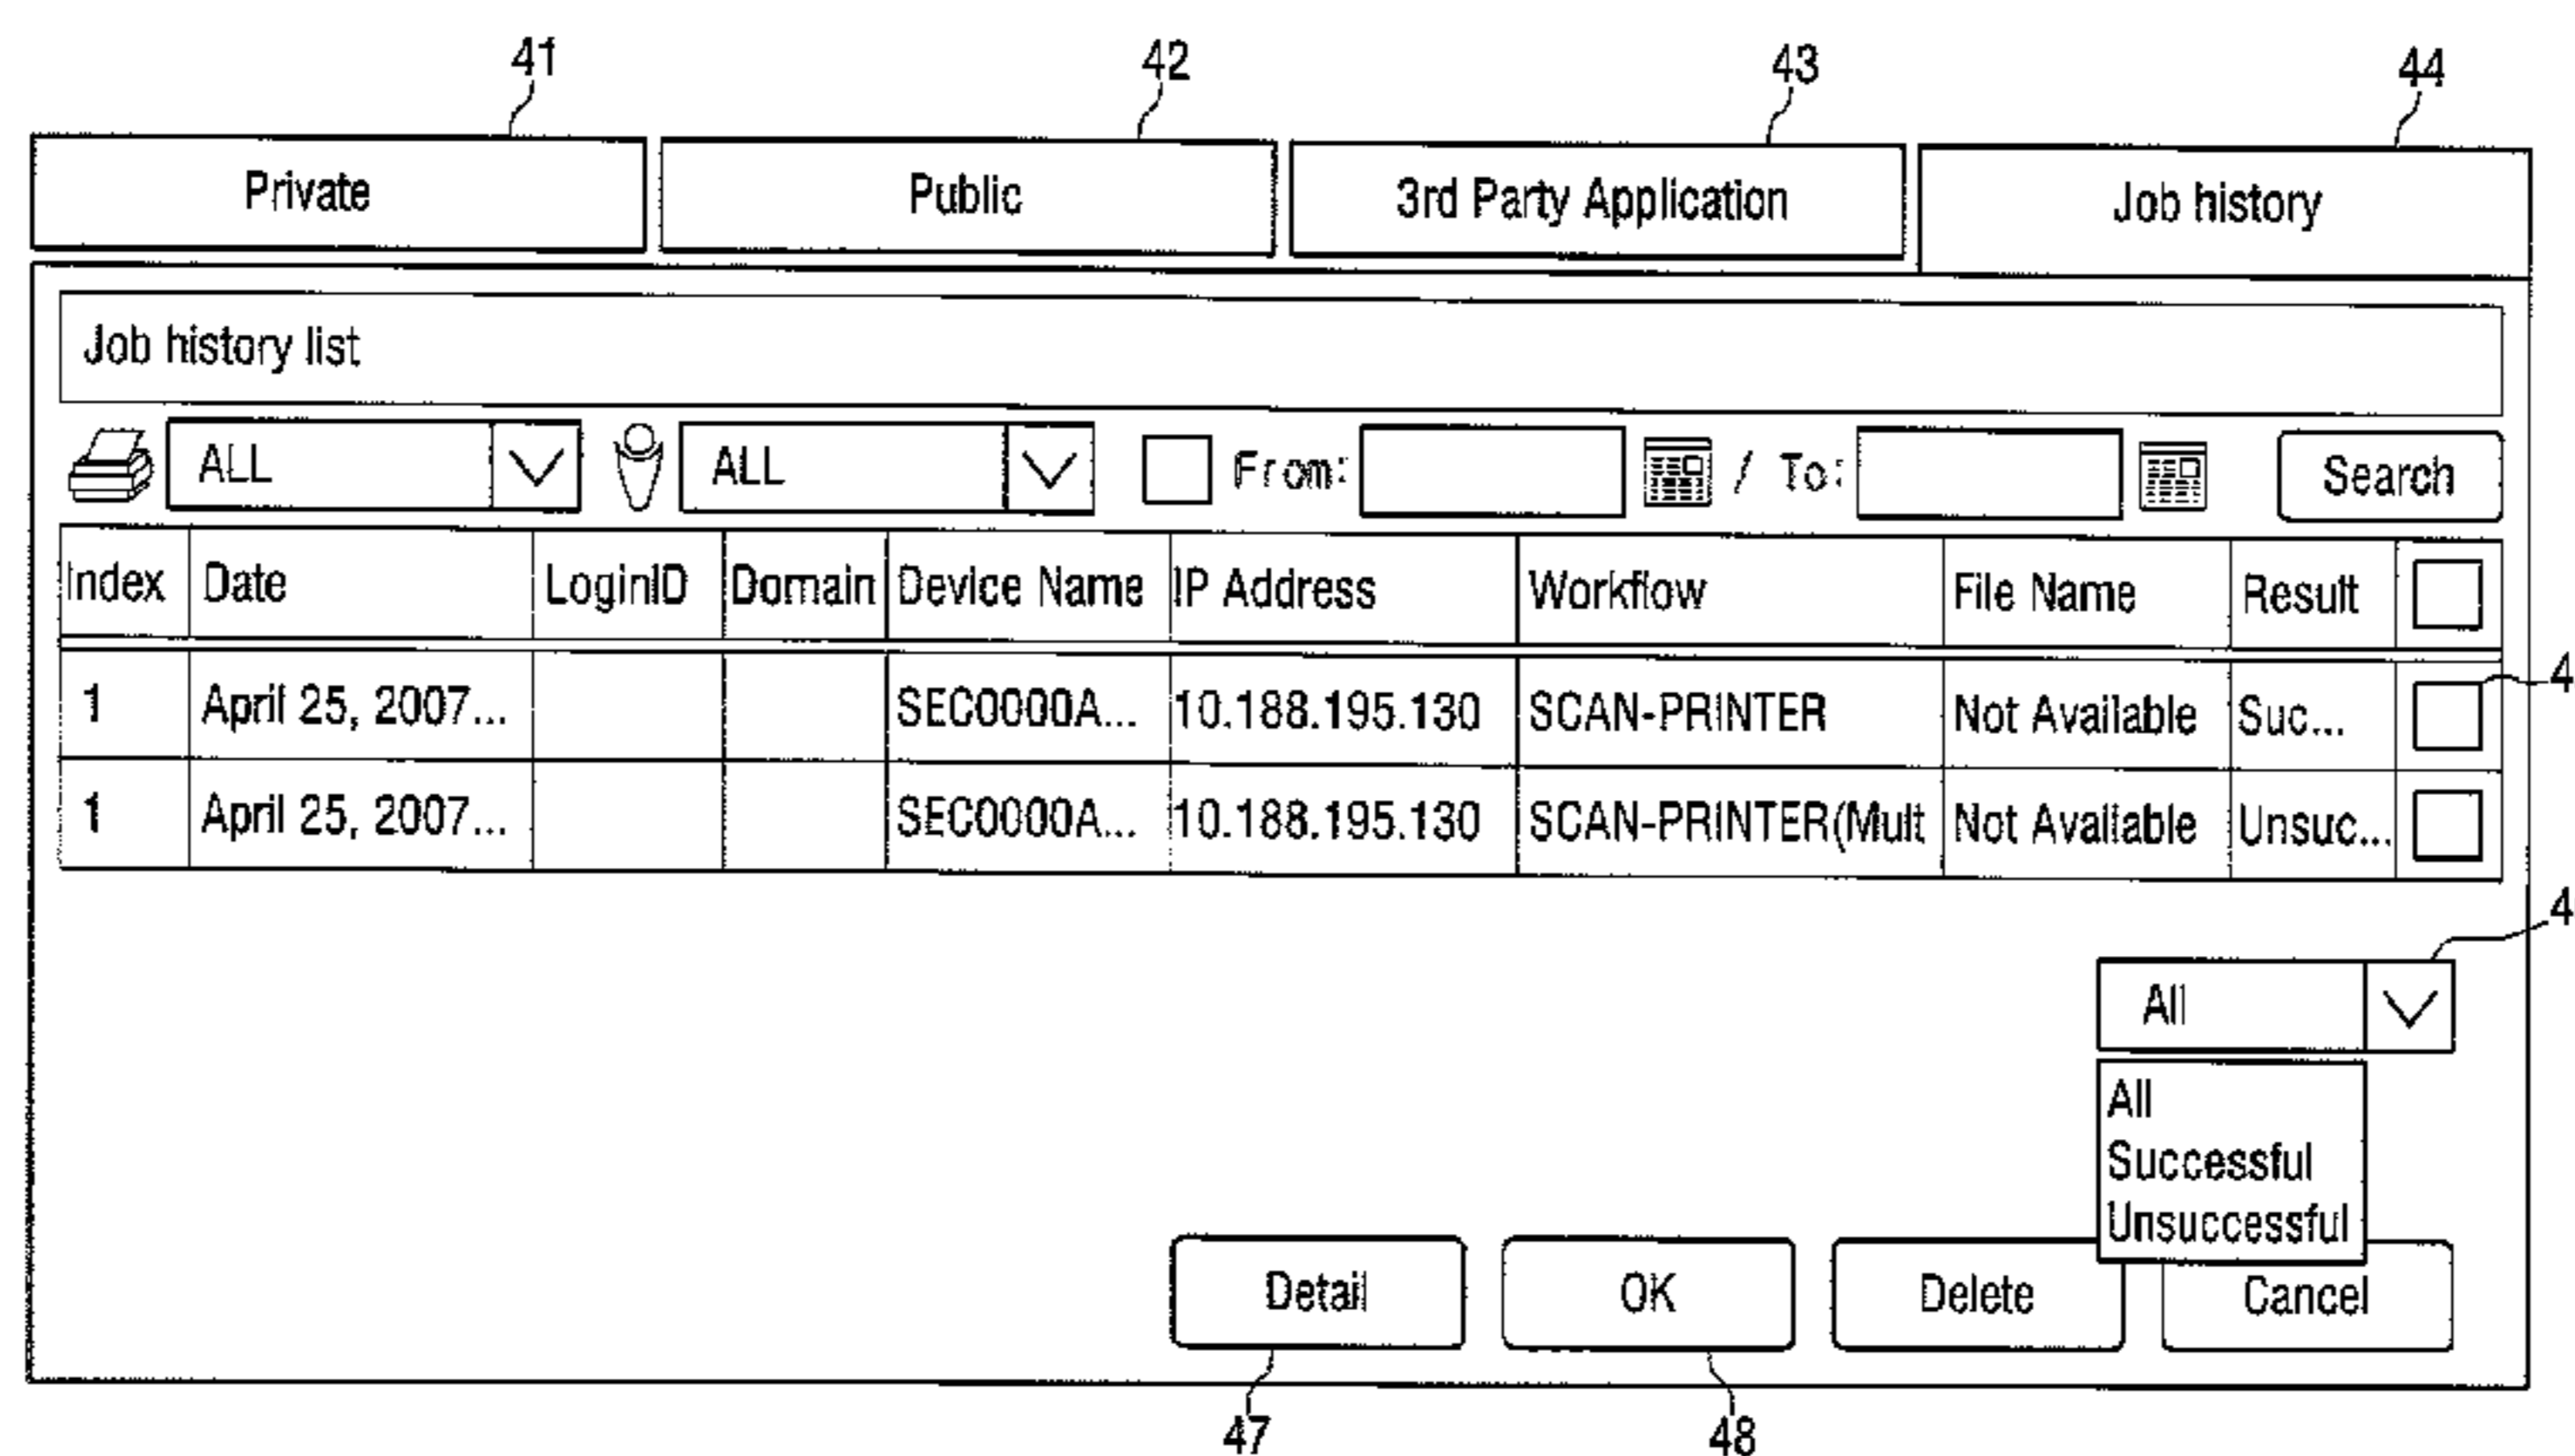 41 42 43 44
Private Public 3rd Party Application Job history
Job history list
ALL ALL From: / To: Search
Index Date LoginID Domain Device Name IP Address Workflow File Name Result
1 April 25, 2007... SEC0000A... 10.188.195.130 SCAN-PRINTER Not Available Suc...
4
1 April 25, 2007... SEC0000A... 10.188.195.130 SCAN-PRINTER(Mult Not Available Unsuc...
4
All
All
Successful
Unsuccessful
Detail OK Delete Cancel
47 48